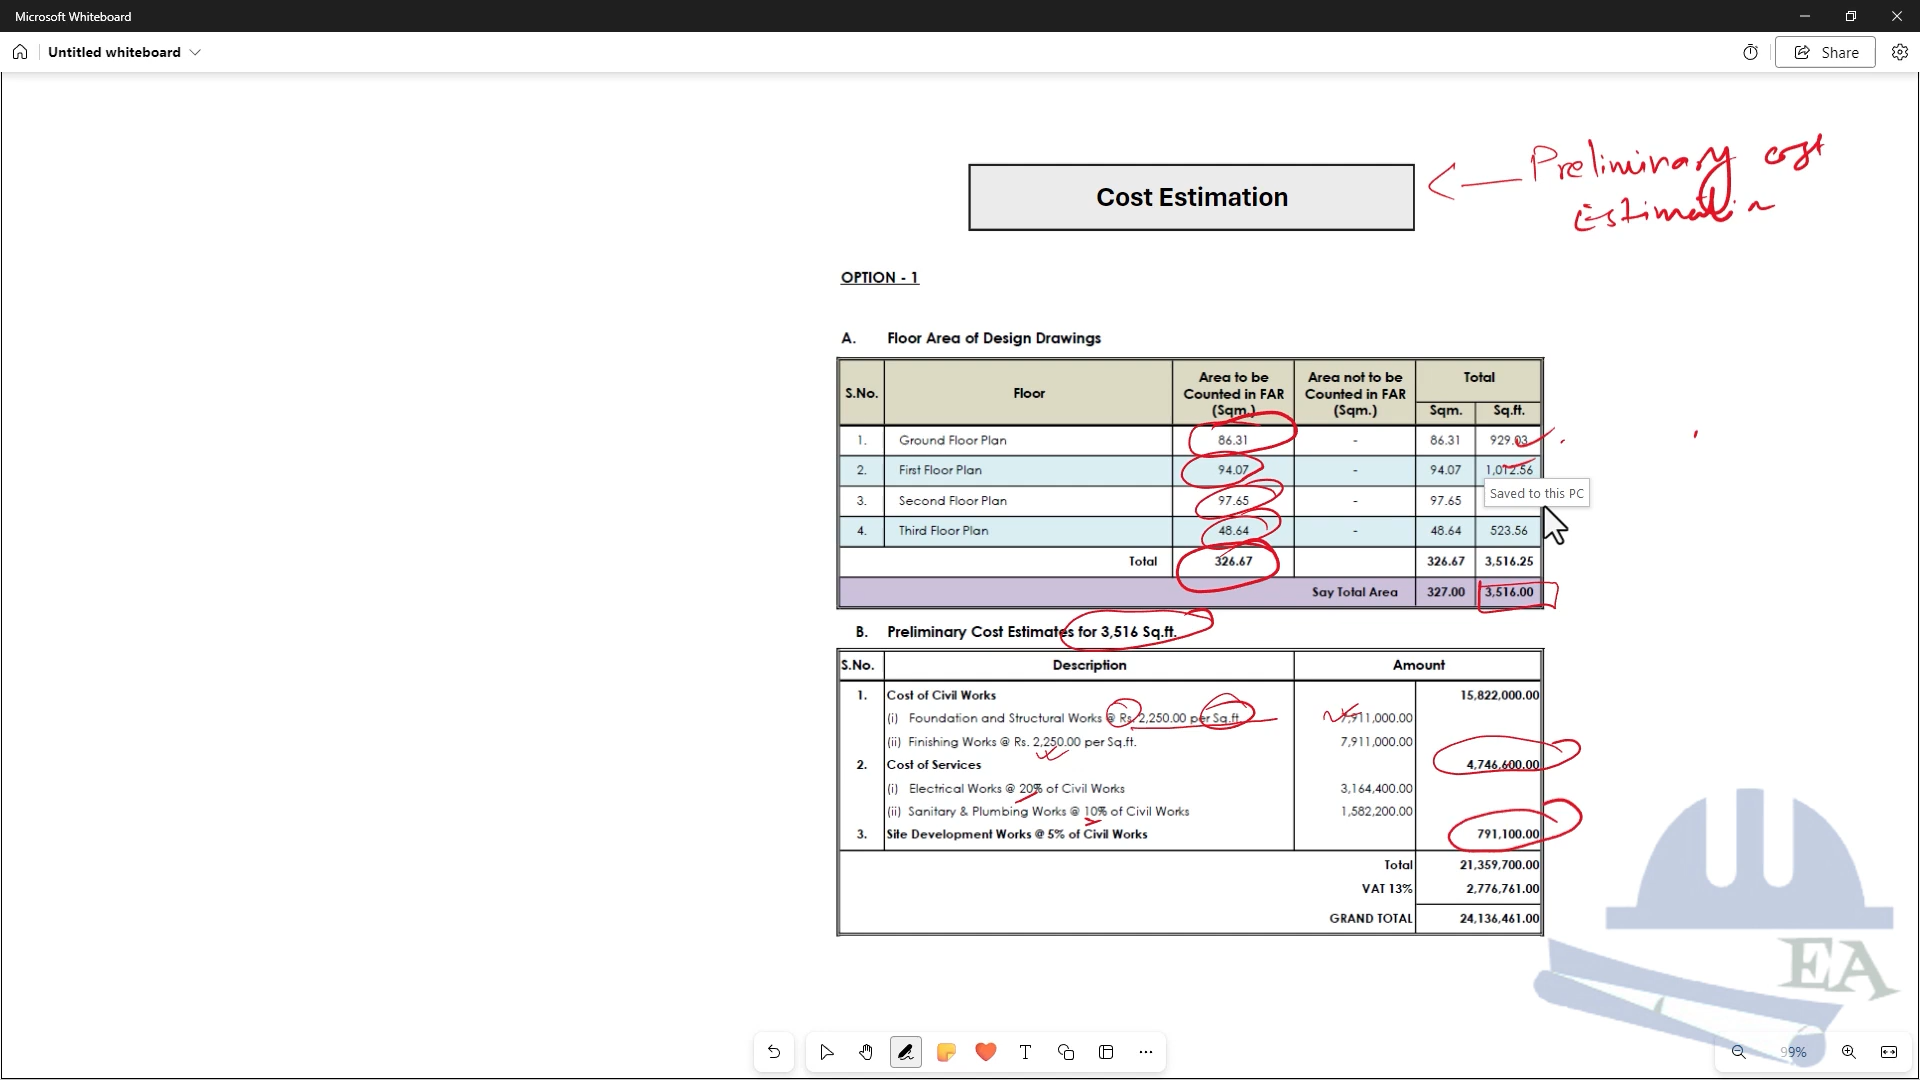 Microsoft Whiteboard
Untitled whiteboard
Share
Cost Estimation
Preliminary cost
Estimation
OPTION - 1
A. Floor Area of Design Drawings
S.No. Floor Area to be Counted in FAR (Sqm.) Area not to be Counted in FAR (Sqm.) Total
Sqm. Sq.ft.
1. Ground Floor Plan 86.31 - 86.31 929.03
2. First Floor Plan 94.07 - 94.07 1,012.56
Saved to this PC
3. Second Floor Plan 97.65 - 97.65
4. Third Floor Plan 48.64 - 48.64 523.56
Total 326.67 326.67 3,516.25
Say Total Area 327.00 3,516.00
B. Preliminary Cost Estimates for 3,516 Sq.ft.
S.No. Description Amount
1. Cost of Civil Works 15,822,000.00
(i) Foundation and Structural Works @ Rs. 2,250.00 per Sq.ft. 7,911,000.00
(ii) Finishing Works @ Rs. 2,250.00 per Sq.ft. 7,911,000.00
2. Cost of Services 4,746,600.00
(i) Electrical Works @ 20% of Civil Works 3,164,400.00
(ii) Sanitary & Plumbing Works @ 10% of Civil Works 1,582,200.00
3. Site Development Works @ 5% of Civil Works 791,100.00
Total 21,359,700.00
VAT 13% 2,776,761.00
GRAND TOTAL 24,136,461.00
EA
99%